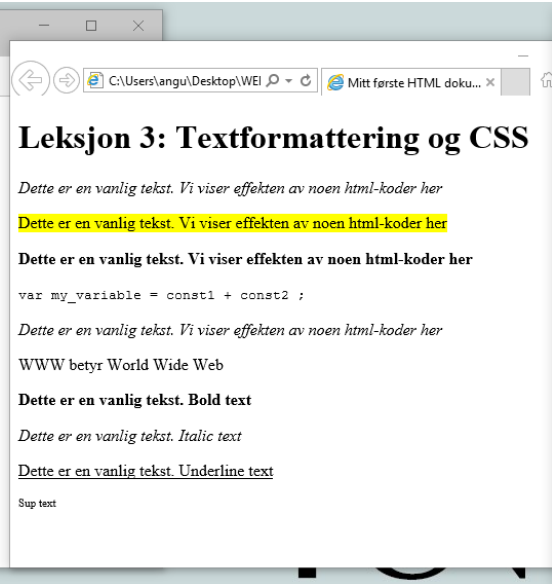 C:\Users\angu\Desktop\WEI
Mitt første HTML doku...
Leksjon 3: Textformattering og CSS
Dette er en vanlig tekst. Vi viser effekten av noen html-koder her
Dette er en vanlig tekst. Vi viser effekten av noen html-koder her
Dette er en vanlig tekst. Vi viser effekten av noen html-koder her
var my_variable = const1 + const2 ;
Dette er en vanlig tekst. Vi viser effekten av noen html-koder her
WWW betyr World Wide Web
Dette er en vanlig tekst. Bold text
Dette er en vanlig tekst. Italic text
Dette er en vanlig tekst. Underline text
Sup text